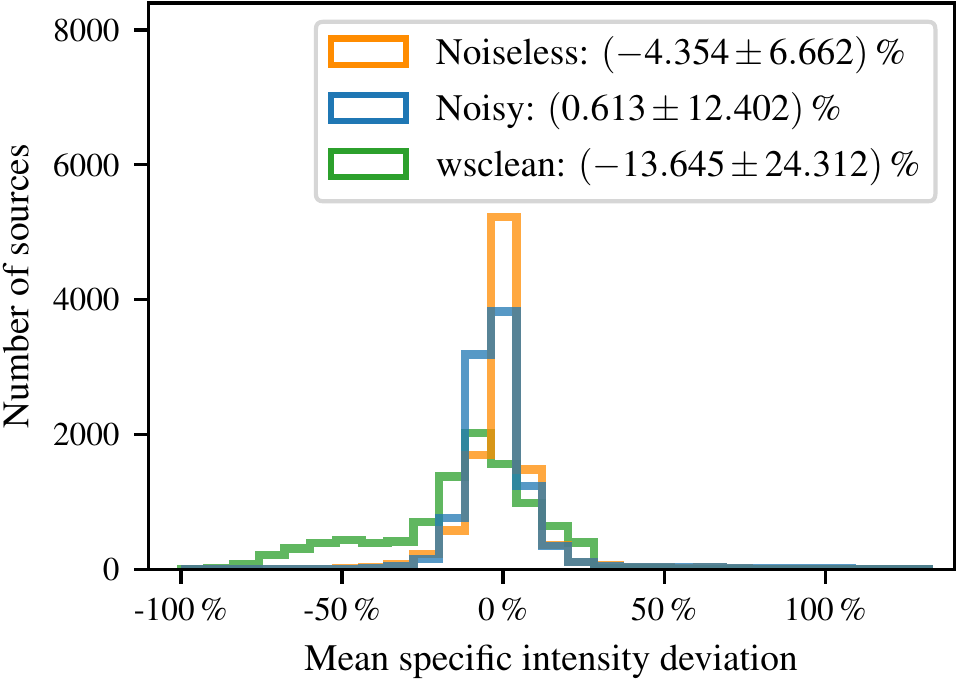 Noiseless: (−4.354 ± 6.662) %
Noisy: (0.613 ± 12.402) %
wsclean: (−13.645 ± 24.312) %
Number of sources
8000
6000
4000
2000
0
-100 % -50 % 0 % 50 % 100 %
Mean specific intensity deviation